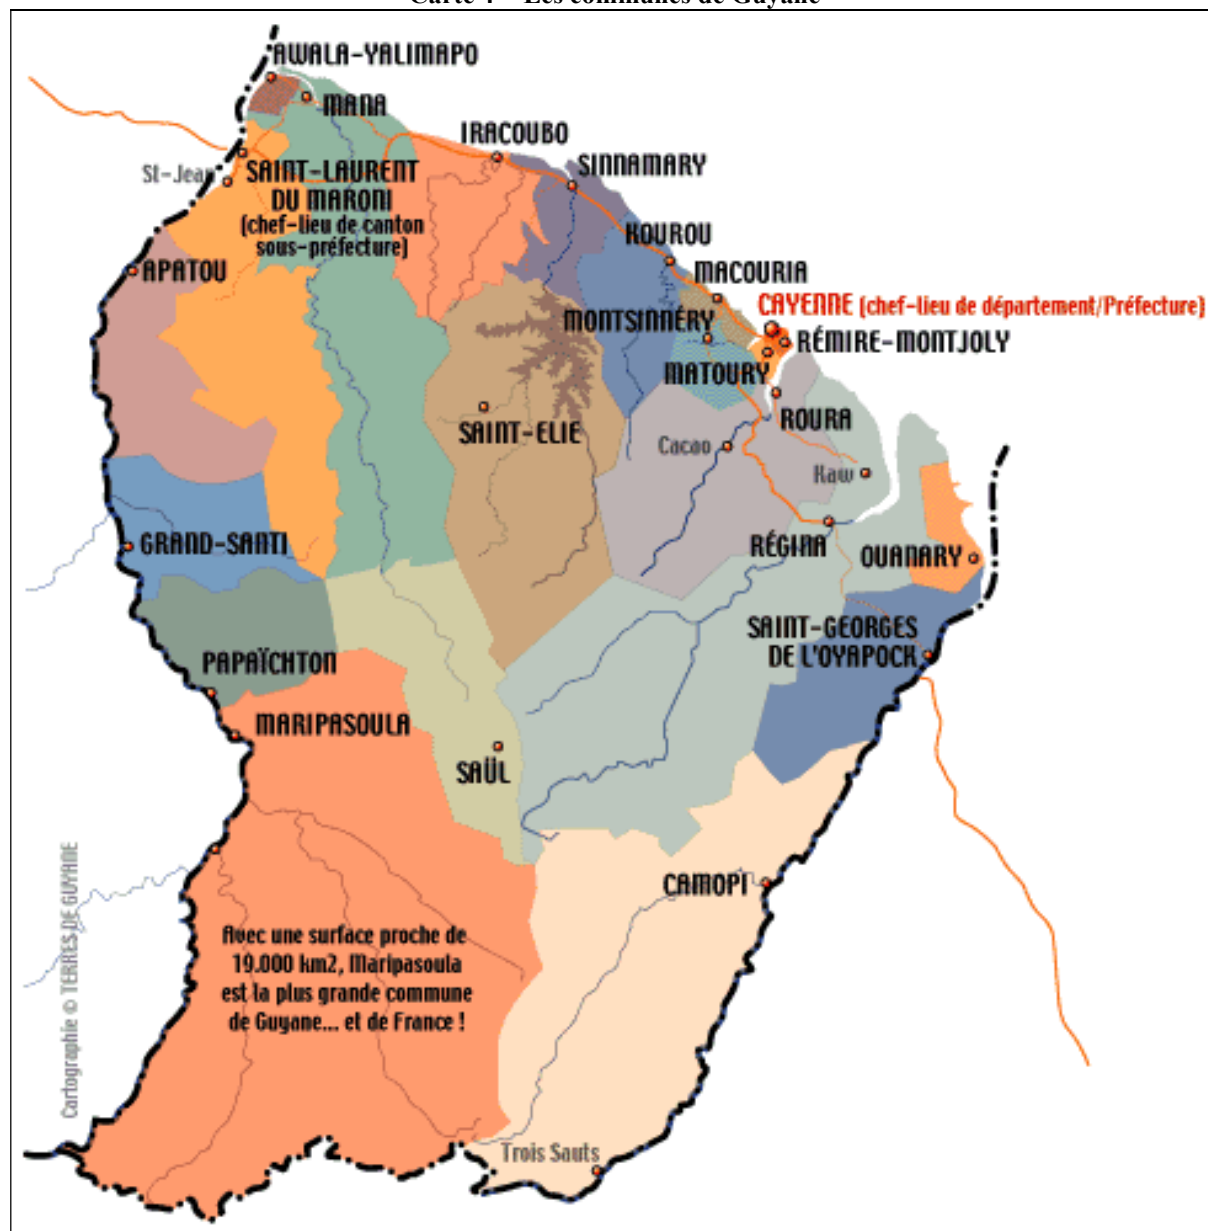 AWALA-YALIMAPO
MANA
IRACOUBO
SINNAMARY
St-Jean
SAINT-LAURENT
DU MARONI
(chef-lieu de canton
sous-préfecture)
KOUROU
APATOU
MACOURIA
CAYENNE (chef-lieu de département/Préfecture)
MONTSINNÉRY
RÉMIRE-MONTJOLY
MATOURY
ROURA
SAINT-ELIE
Cacao
Kaw
GRAND-SANTI
RÉGINA
OUANARY
SAINT-GEORGES
DE L'OYAPOCK
PAPAÏCHTON
MARIPASOULA
SAÜL
CAMOPI
Avec une surface proche de
19.000 km2, Maripasoula
est la plus grande commune
de Guyane... et de France !
Cartographie © TERRES DE GUYANE
Trois Sauts